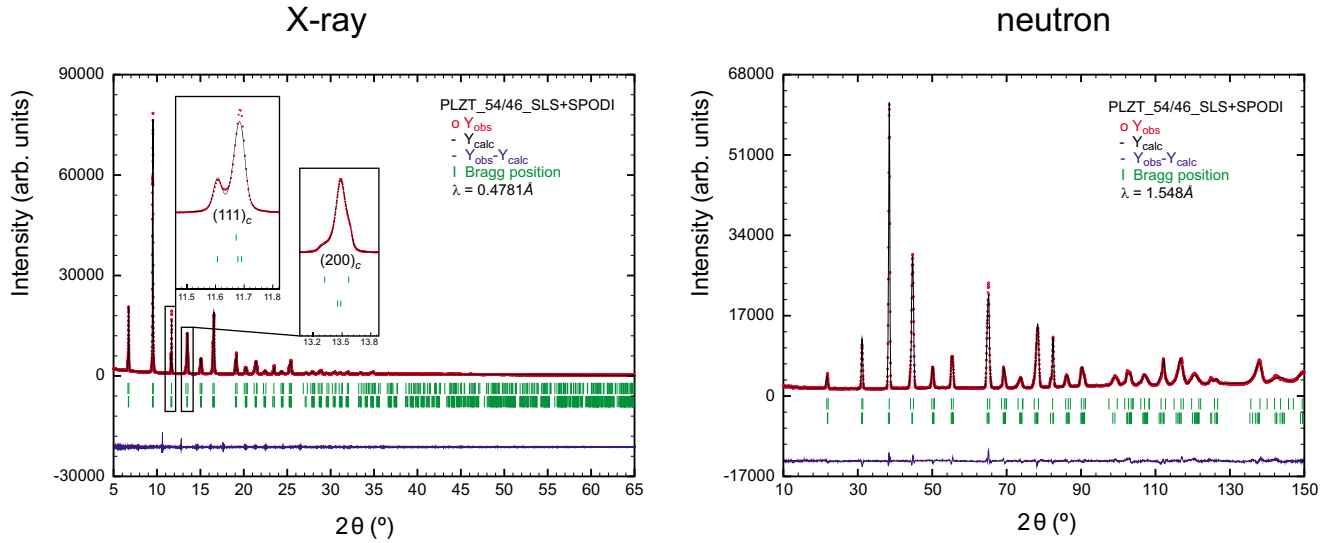 X-ray
neutron
Intensity (arb. units)
90000
60000
30000
0
-30000
5 10 15 20 25 30 35 40 45 50 55 60 65
2θ (º)
PLZT_54/46_SLS+SPODI
o Yobs
- Ycalc
- Yobs-Ycalc
I Bragg position
λ = 0.4781Å
(111)c
11.5 11.6 11.7 11.8
(200)c
13.2 13.5 13.8
Intensity (arb. units)
68000
51000
34000
17000
0
-17000
10 30 50 70 90 110 130 150
2θ (º)
PLZT_54/46_SLS+SPODI
o Yobs
- Ycalc
- Yobs-Ycalc
I Bragg position
λ = 1.548Å